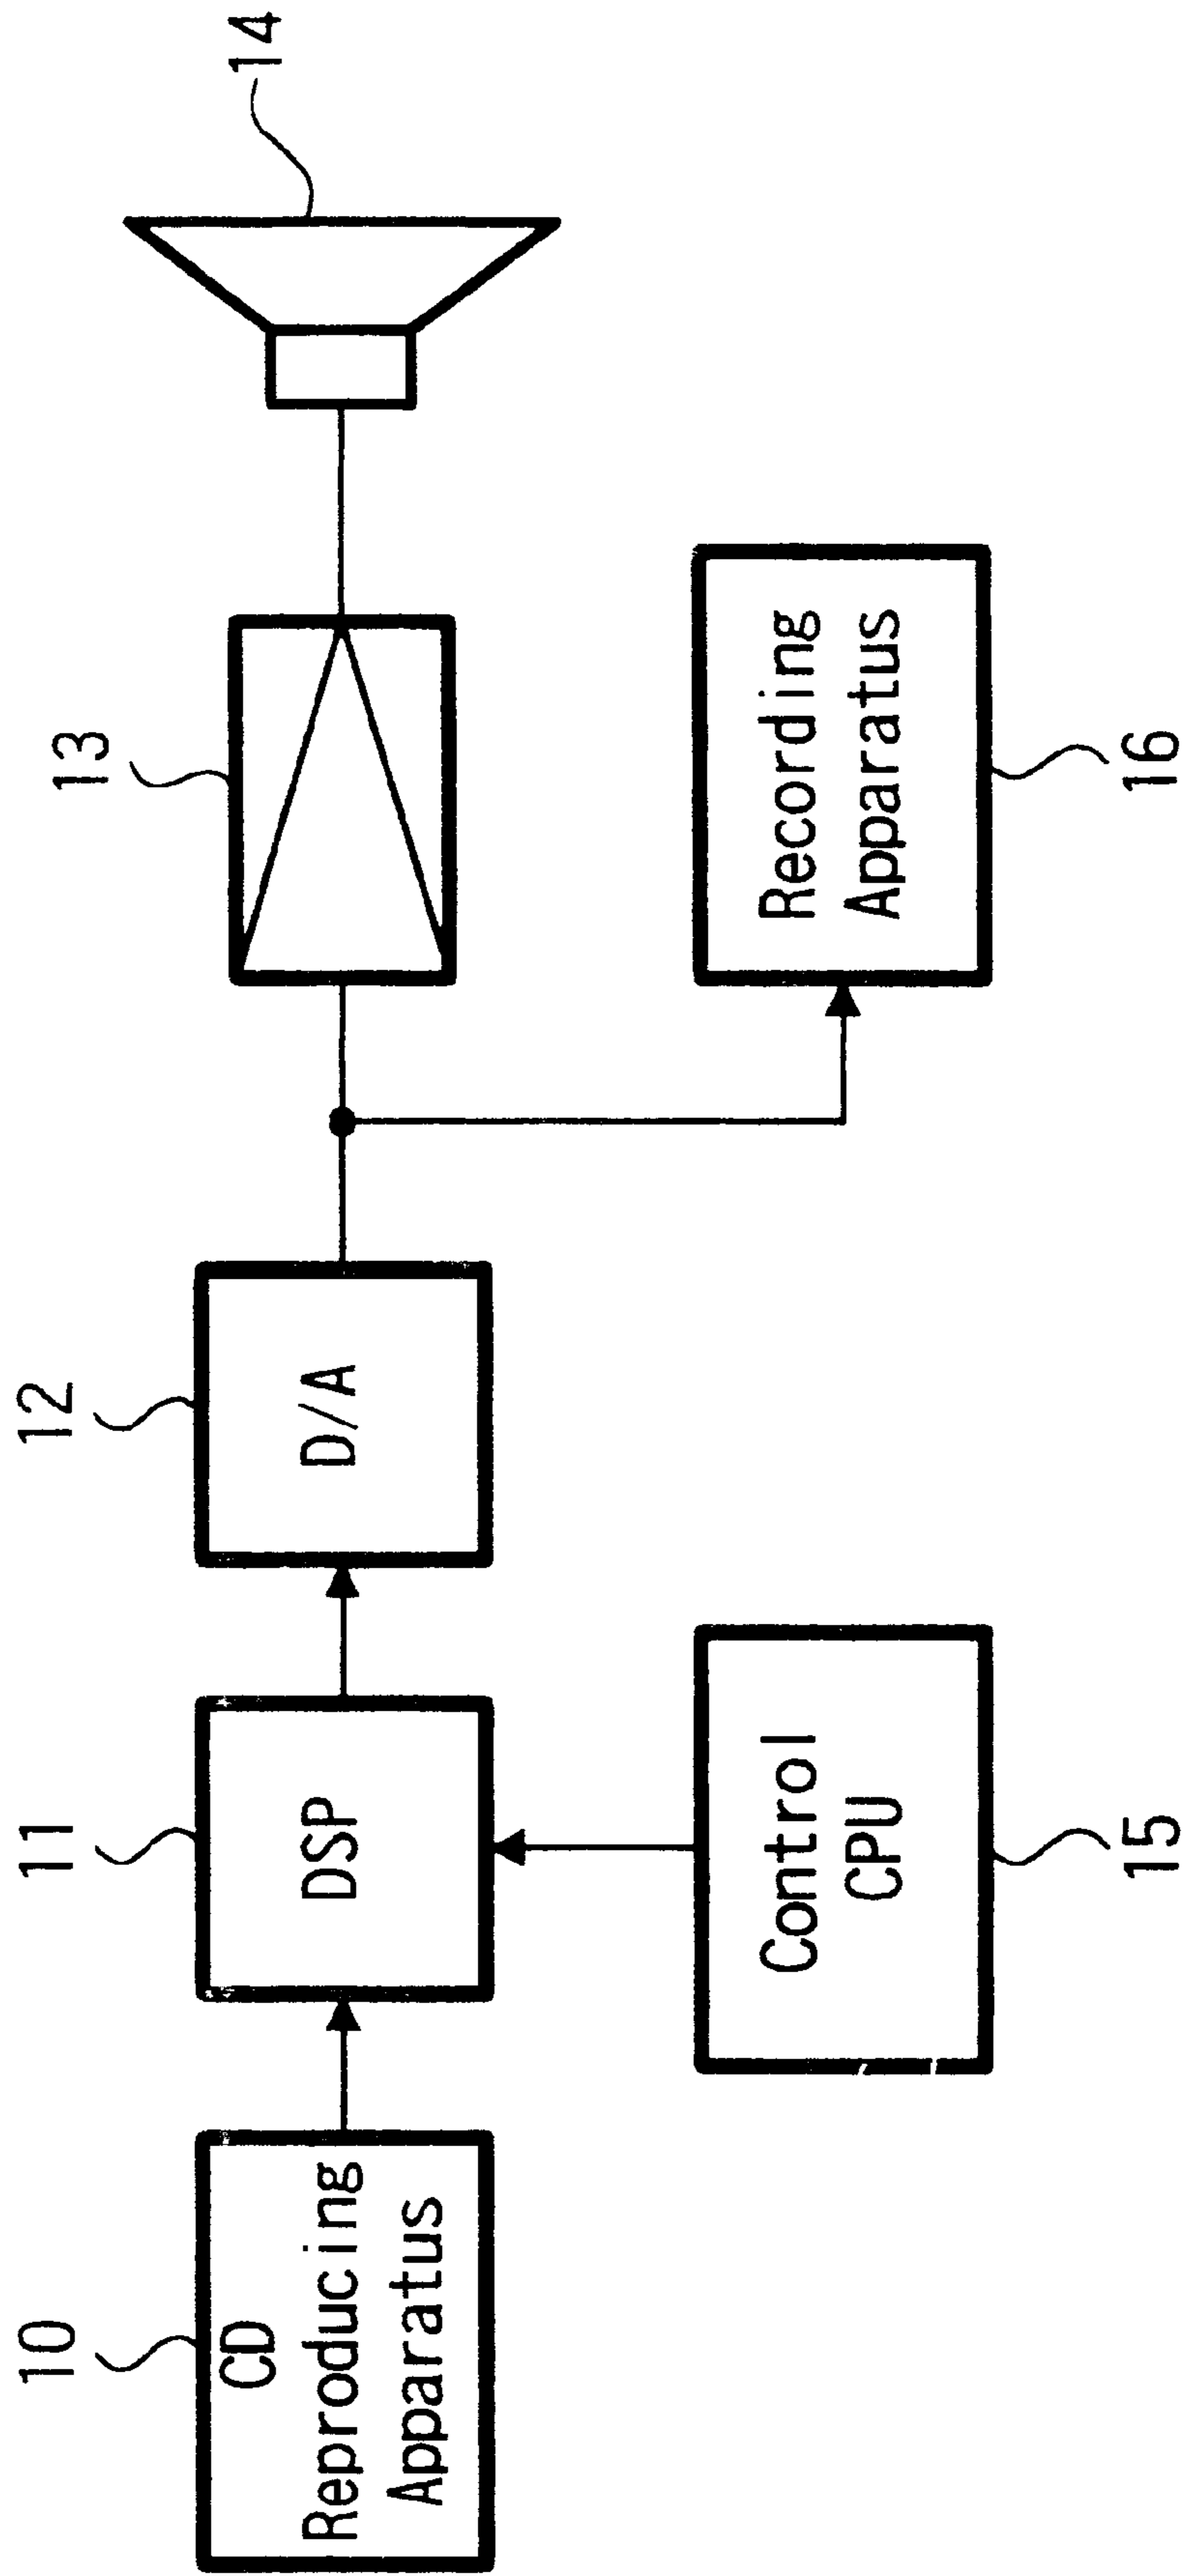 10
CD
Reproducing
Apparatus
11
DSP
12
D/A
13
14
Control
CPU
15
Recording
Apparatus
16